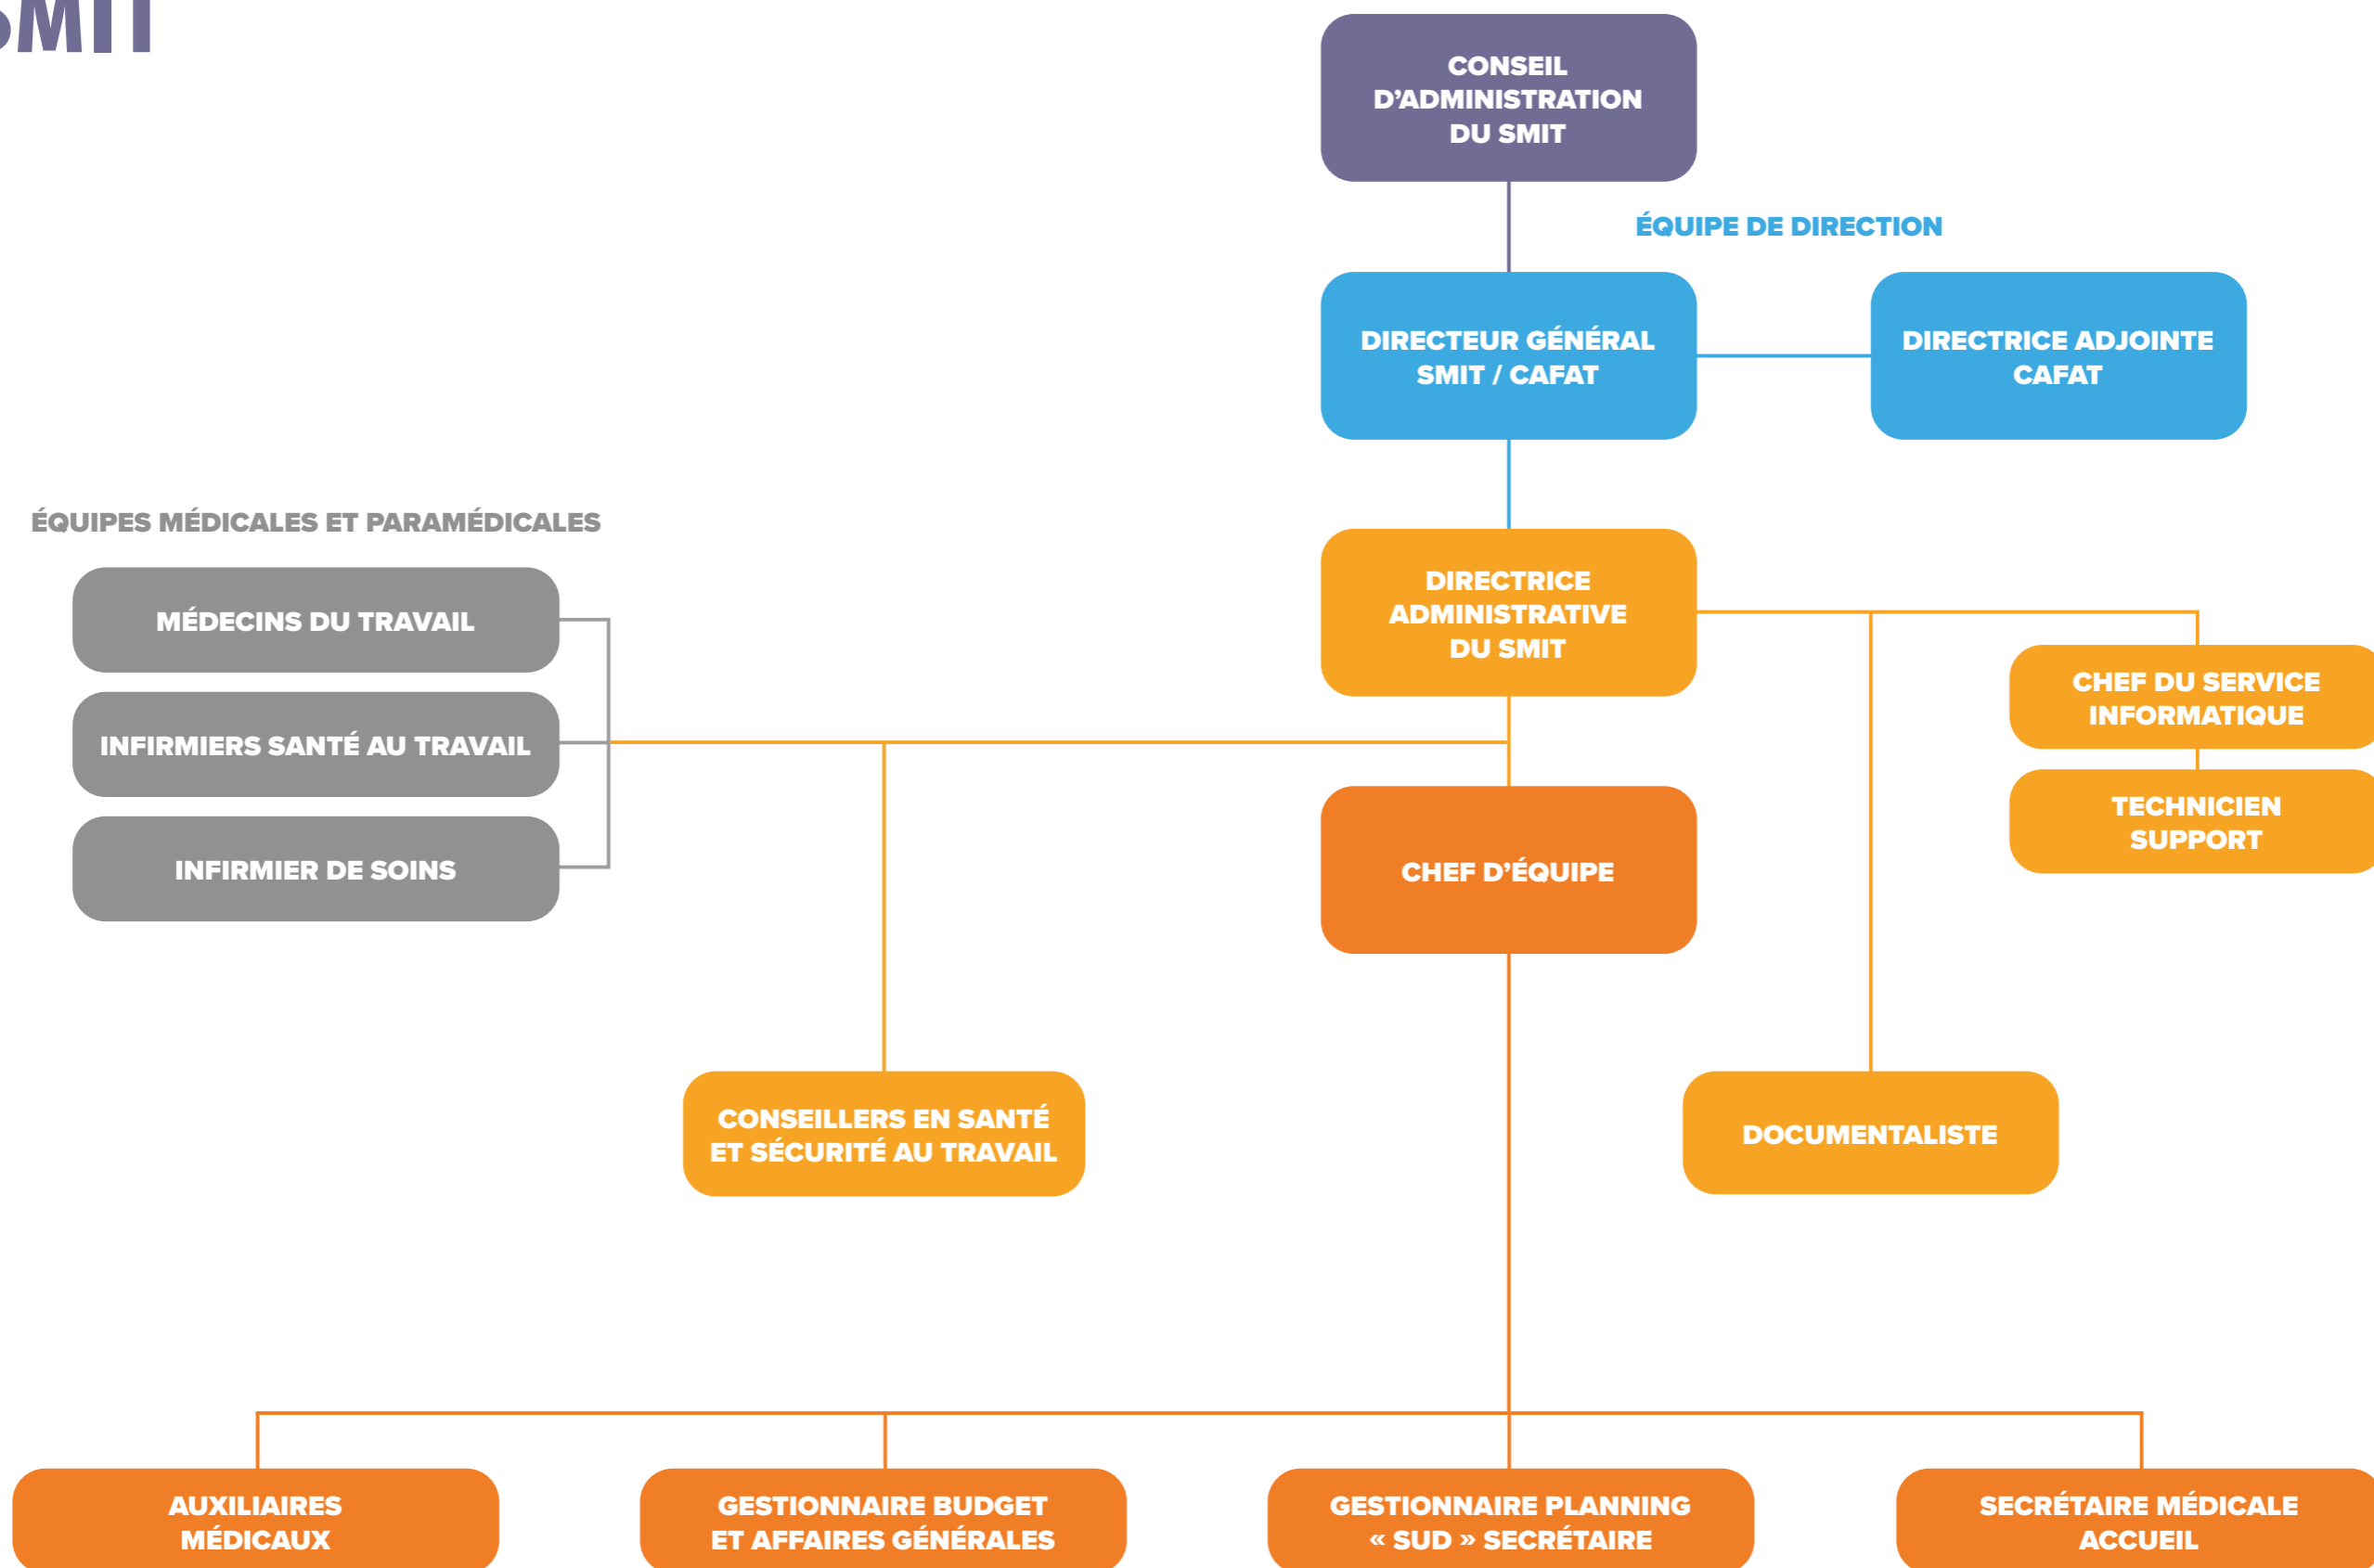 SMIT
CONSEIL
D’ADMINISTRATION
DU SMIT
ÉQUIPE DE DIRECTION
DIRECTEUR GÉNÉRAL
SMIT / CAFAT
DIRECTRICE ADJOINTE
CAFAT
ÉQUIPES MÉDICALES ET PARAMÉDICALES
MÉDECINS DU TRAVAIL
INFIRMIERS SANTÉ AU TRAVAIL
INFIRMIER DE SOINS
DIRECTRICE
ADMINISTRATIVE
DU SMIT
CHEF DU SERVICE
INFORMATIQUE
TECHNICIEN
SUPPORT
CHEF D’ÉQUIPE
CONSEILLERS EN SANTÉ
ET SÉCURITÉ AU TRAVAIL
DOCUMENTALISTE
AUXILIAIRES
MÉDICAUX
GESTIONNAIRE BUDGET
ET AFFAIRES GÉNÉRALES
GESTIONNAIRE PLANNING
« SUD » SECRÉTAIRE
SECRÉTAIRE MÉDICALE
ACCUEIL